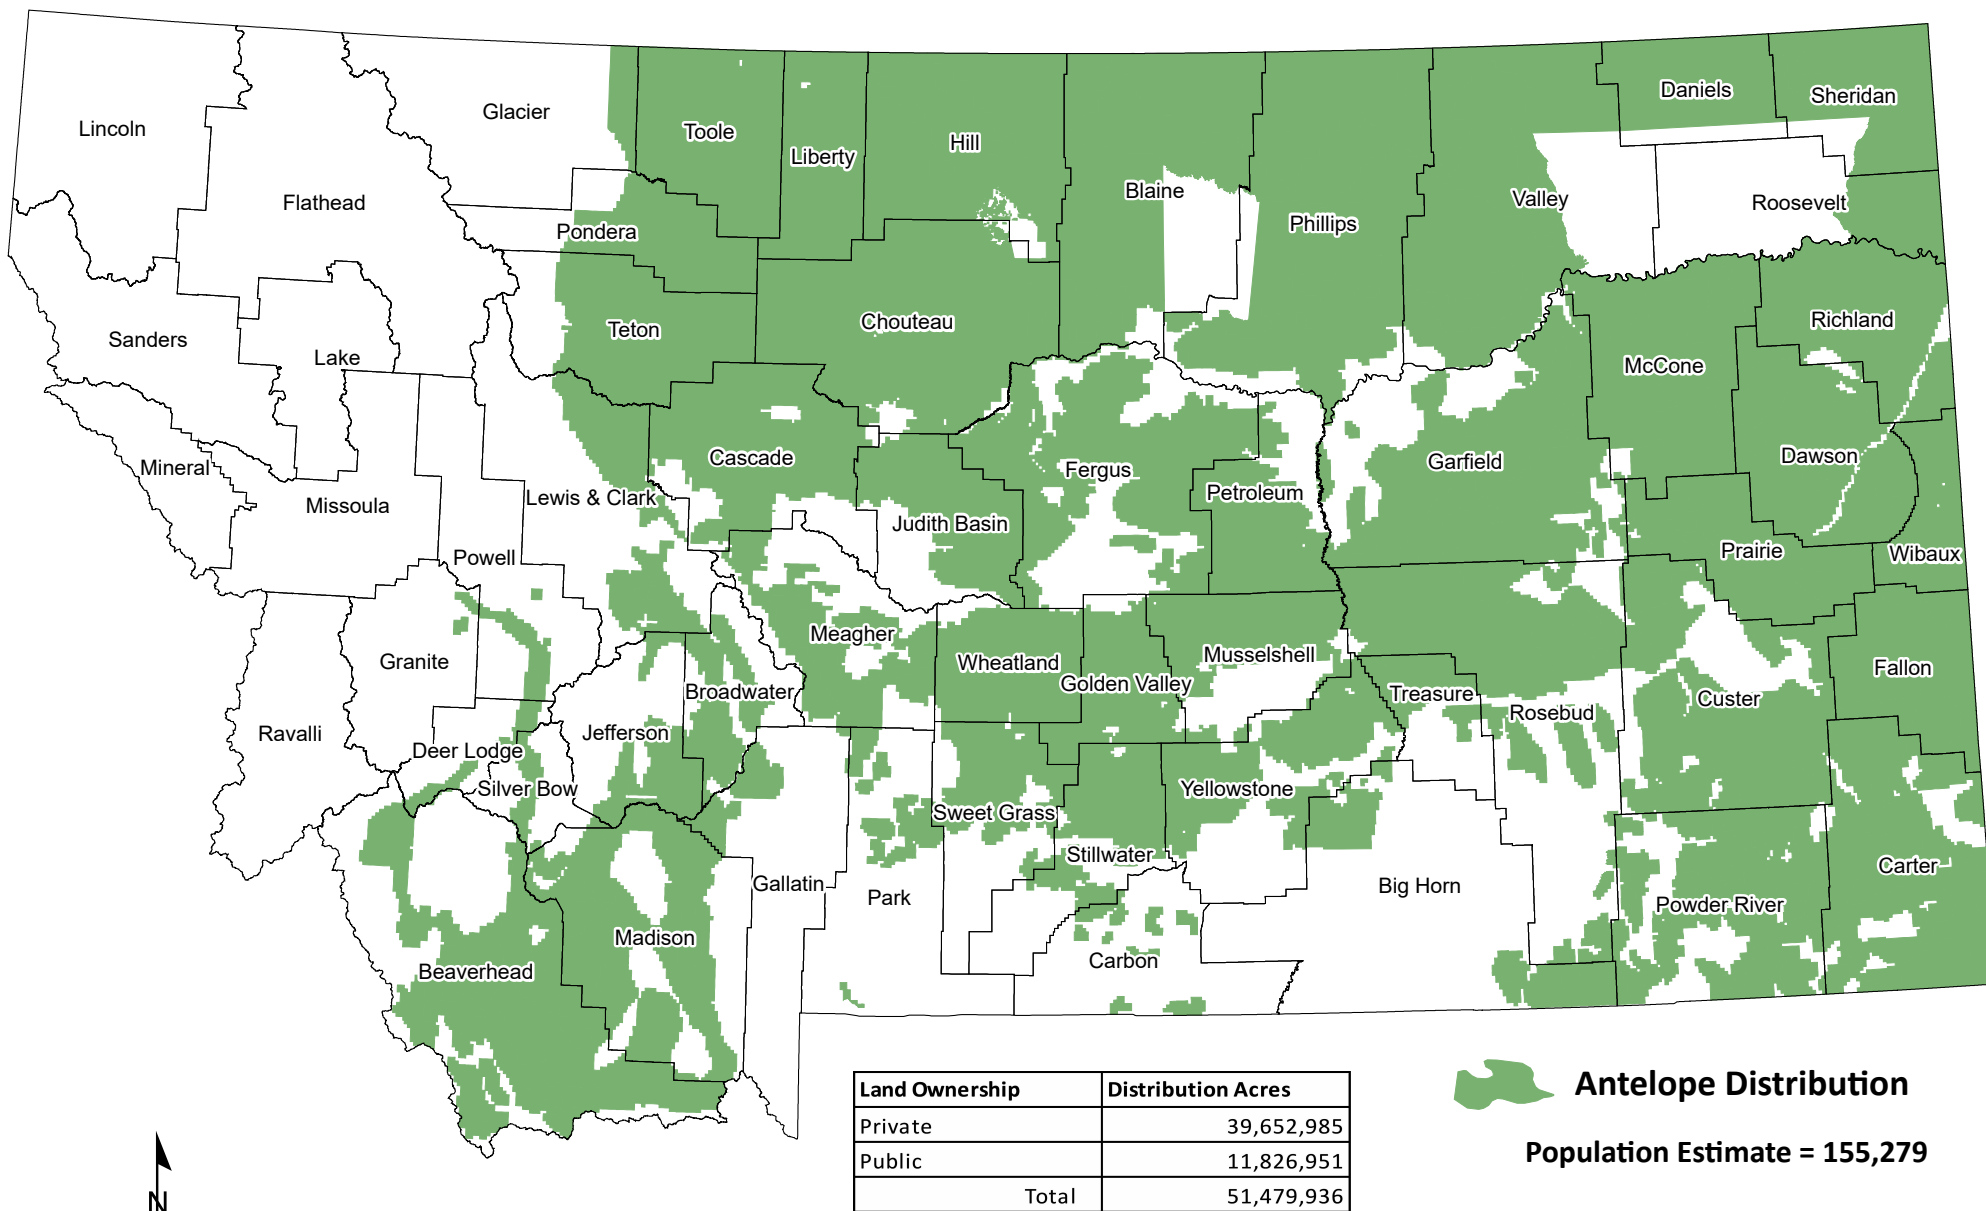 Lincoln
Flathead
Glacier
Toole
Liberty
Hill
Blaine
Phillips
Valley
Daniels
Sheridan
Roosevelt
Pondera
Teton
Chouteau
Sanders
Lake
Richland
McCone
Mineral
Missoula
Lewis & Clark
Cascade
Judith Basin
Fergus
Petroleum
Garfield
Dawson
Powell
Prairie
Wibaux
Granite
Meagher
Wheatland
Golden Valley
Musselshell
Treasure
Rosebud
Custer
Fallon
Ravalli
Broadwater
Jefferson
Deer Lodge
Silver Bow
Sweet Grass
Yellowstone
Stillwater
Gallatin
Park
Big Horn
Powder River
Carter
Madison
Beaverhead
Carbon
Land Ownership Distribution Acres
Private 39,652,985
Public 11,826,951
Total 51,479,936
Antelope Distribution
Population Estimate = 155,279
N